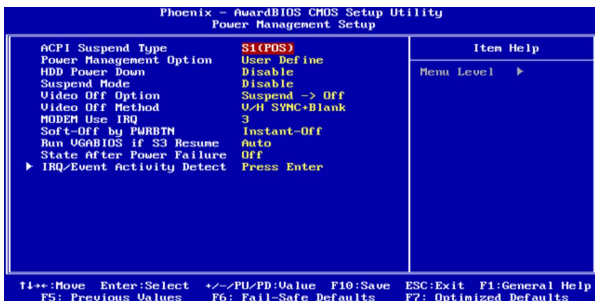 Phoenix - AwardBIOS CMOS Setup Utility
Power Management Setup
ACPI Suspend Type S1(POS)
Power Management Option User Define
HDD Power Down Disable
Suspend Mode Disable
Video Off Option Suspend -> Off
Video Off Method V/H SYNC+Blank
MODEM Use IRQ 3
Soft-Off by PWRBTN Instant-Off
Run VGABIOS if S3 Resume Auto
State After Power Failure Off
▶ IRQ/Event Activity Detect Press Enter
Item Help
Menu Level ▶
↑↓→←:Move Enter:Select +/-/PU/PD:Value F10:Save ESC:Exit F1:General Help
F5: Previous Values F6: Fail-Safe Defaults F7: Optimized Defaults